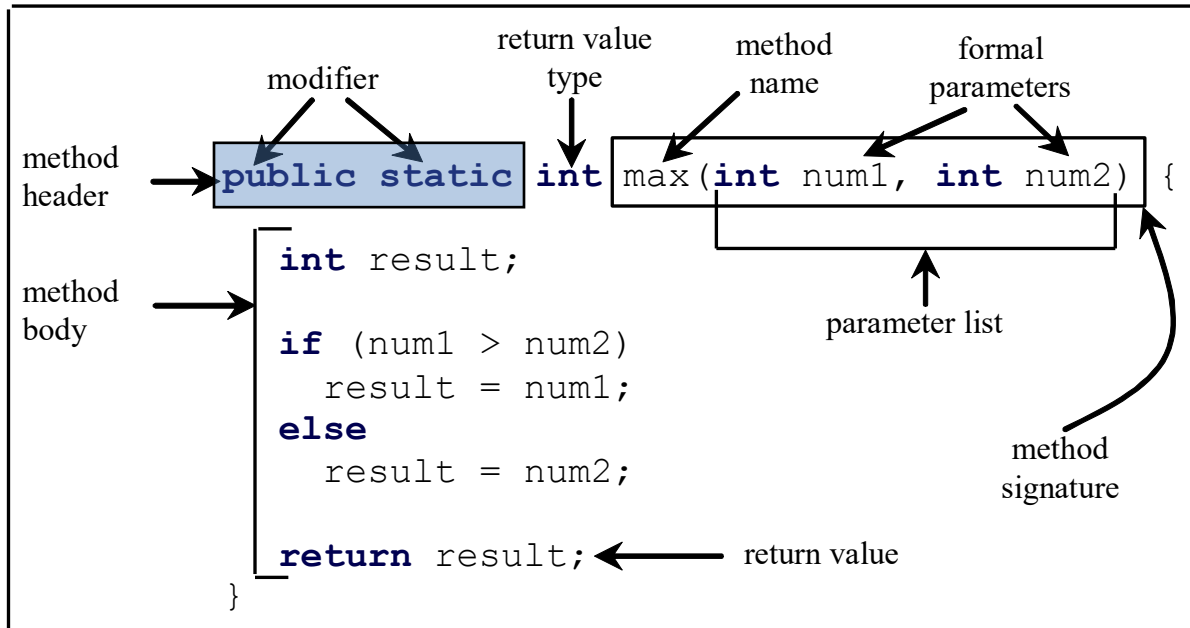 return value
type
method
name
formal
parameters
modifier
method
header
public static int max(int num1, int num2) {
method
body
int result;
parameter list
if (num1 > num2)
result = num1;
else
result = num2;
method
signature
return result;
return value
}